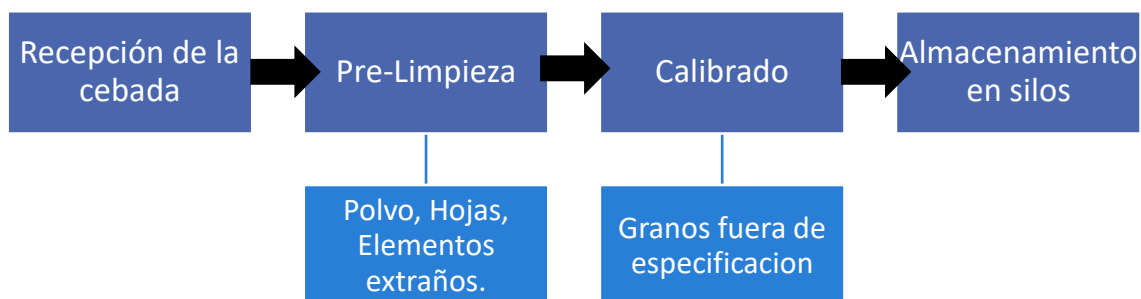 Recepción de la
cebada
Pre-Limpieza
Calibrado
Almacenamiento
en silos
Polvo, Hojas,
Elementos
extraños.
Granos fuera de
especificacion